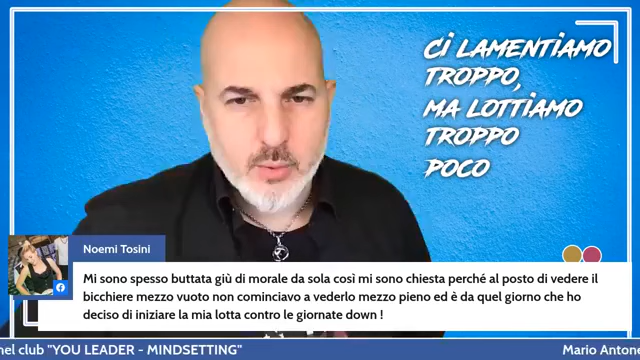 CI LAMENTIAMO
TROPPO,
MA LOTTIAMO
TROPPO
POCO
Noemi Tosini
Mi sono spesso buttata giù di morale da sola così mi sono chiesta perché al posto di vedere il
bicchiere mezzo vuoto non cominciavo a vederlo mezzo pieno ed è da quel giorno che ho
deciso di iniziare la mia lotta contro le giornate down !
nel club "YOU LEADER - MINDSETTING" Mario Antone